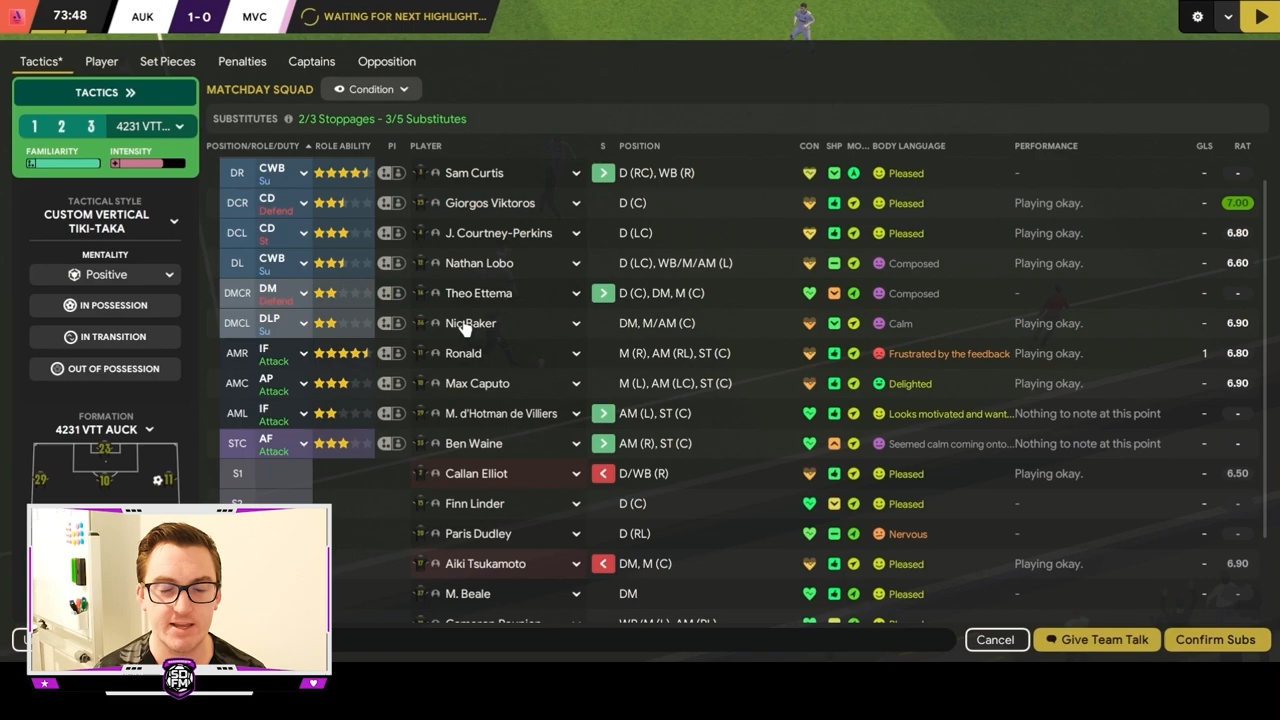 73:48 AUK 1-0 MVC WAITING FOR NEXT HIGHLIGHT...
Tactics* Player Set Pieces Penalties Captains Opposition
TACTICS
1 2 3 4231 VTT...
FAMILIARITY INTENSITY
TACTICAL STYLE
CUSTOM VERTICAL
TIKI-TAKA
MENTALITY
Positive
IN POSSESSION
IN TRANSITION
OUT OF POSSESSION
FORMATION
4231 VTT AUCK
23
29 10 11
MATCHDAY SQUAD Condition
SUBSTITUTES 2/3 Stoppages - 3/5 Substitutes
POSITION/ROLE/DUTY ROLE ABILITY PI PLAYER S POSITION CON SHP MO... BODY LANGUAGE PERFORMANCE GLS RAT
DR CWB Su Sam Curtis D (RC), WB (R) Pleased - - -
DCR CD Defend Giorgos Viktoros D (C) Pleased Playing okay. - 7.00
DCL CD St J. Courtney-Perkins D (LC) Pleased Playing okay. - 6.80
DL CWB Su Nathan Lobo D (LC), WB/M/AM (L) Composed Playing okay. - 6.60
DMCR DM Defend Theo Ettema D (C), DM, M (C) Composed - - -
DMCL DLP Su Nic Baker DM, M/AM (C) Calm Playing okay. - 6.90
AMR IF Attack Ronald M (R), AM (RL), ST (C) Frustrated by the feedback Playing okay. 1 6.80
AMC AP Attack Max Caputo M (L), AM (LC), ST (C) Delighted Playing okay. - 6.90
AML IF Attack M. d'Hotman de Villiers AM (L), ST (C) Looks motivated and want... Nothing to note at this point - -
STC AF Attack Ben Waine AM (R), ST (C) Seemed calm coming onto... Nothing to note at this point - -
S1 Callan Elliot D/WB (R) Pleased Playing okay. - 6.50
S2 Finn Linder D (C) Pleased - - -
Paris Dudley D (RL) Nervous - - -
Aiki Tsukamoto DM, M (C) Pleased Playing okay. - 6.90
M. Beale DM Pleased - - -
Cancel Give Team Talk Confirm Subs
SDFM